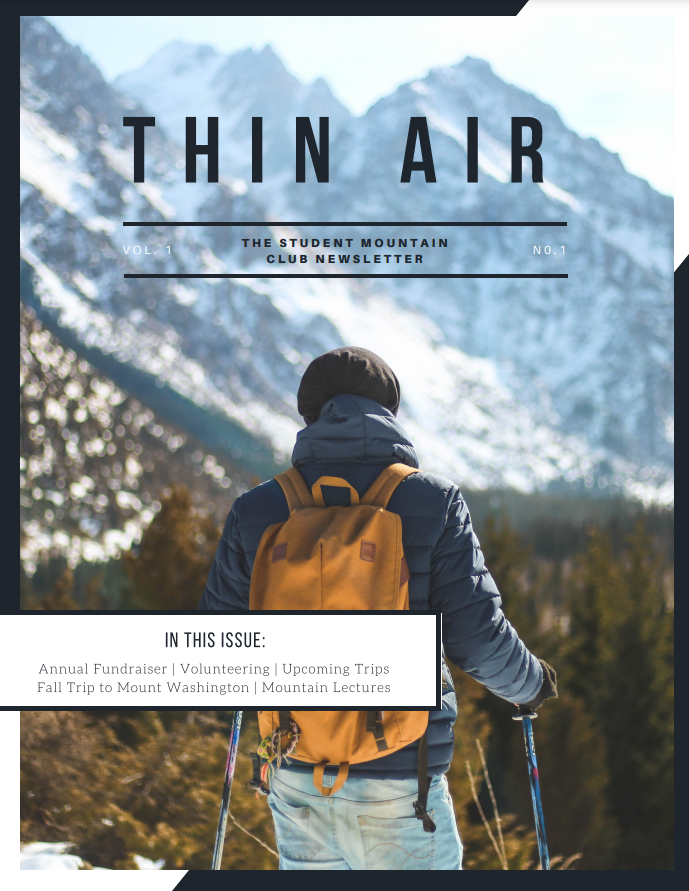 THIN AIR
VOL. 1
THE STUDENT MOUNTAIN
CLUB NEWSLETTER
NO.1
IN THIS ISSUE:
Annual Fundraiser | Volunteering | Upcoming Trips
Fall Trip to Mount Washington | Mountain Lectures